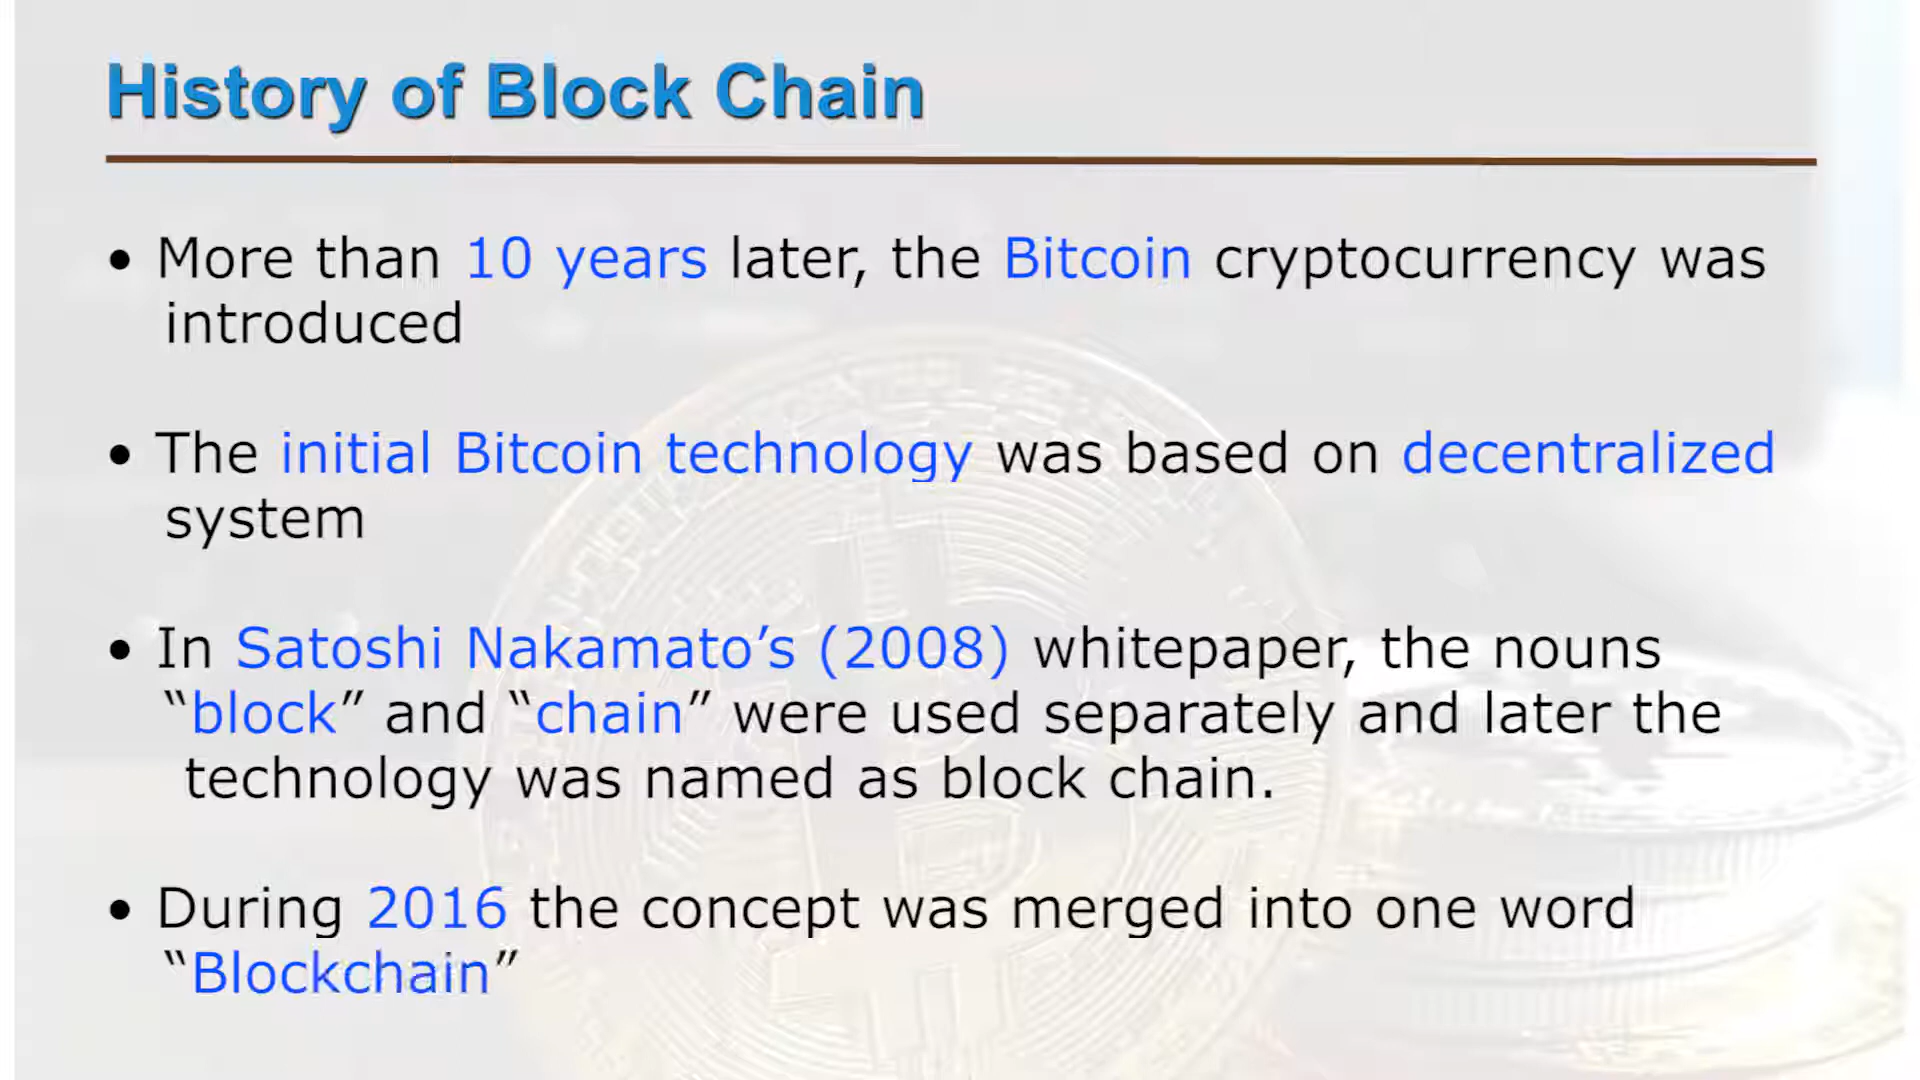 History of Block Chain
• More than 10 years later, the Bitcoin cryptocurrency was
introduced
• The initial Bitcoin technology was based on decentralized
system
• In Satoshi Nakamato’s (2008) whitepaper, the nouns
“block” and “chain” were used separately and later the
technology was named as block chain.
• During 2016 the concept was merged into one word
“Blockchain”